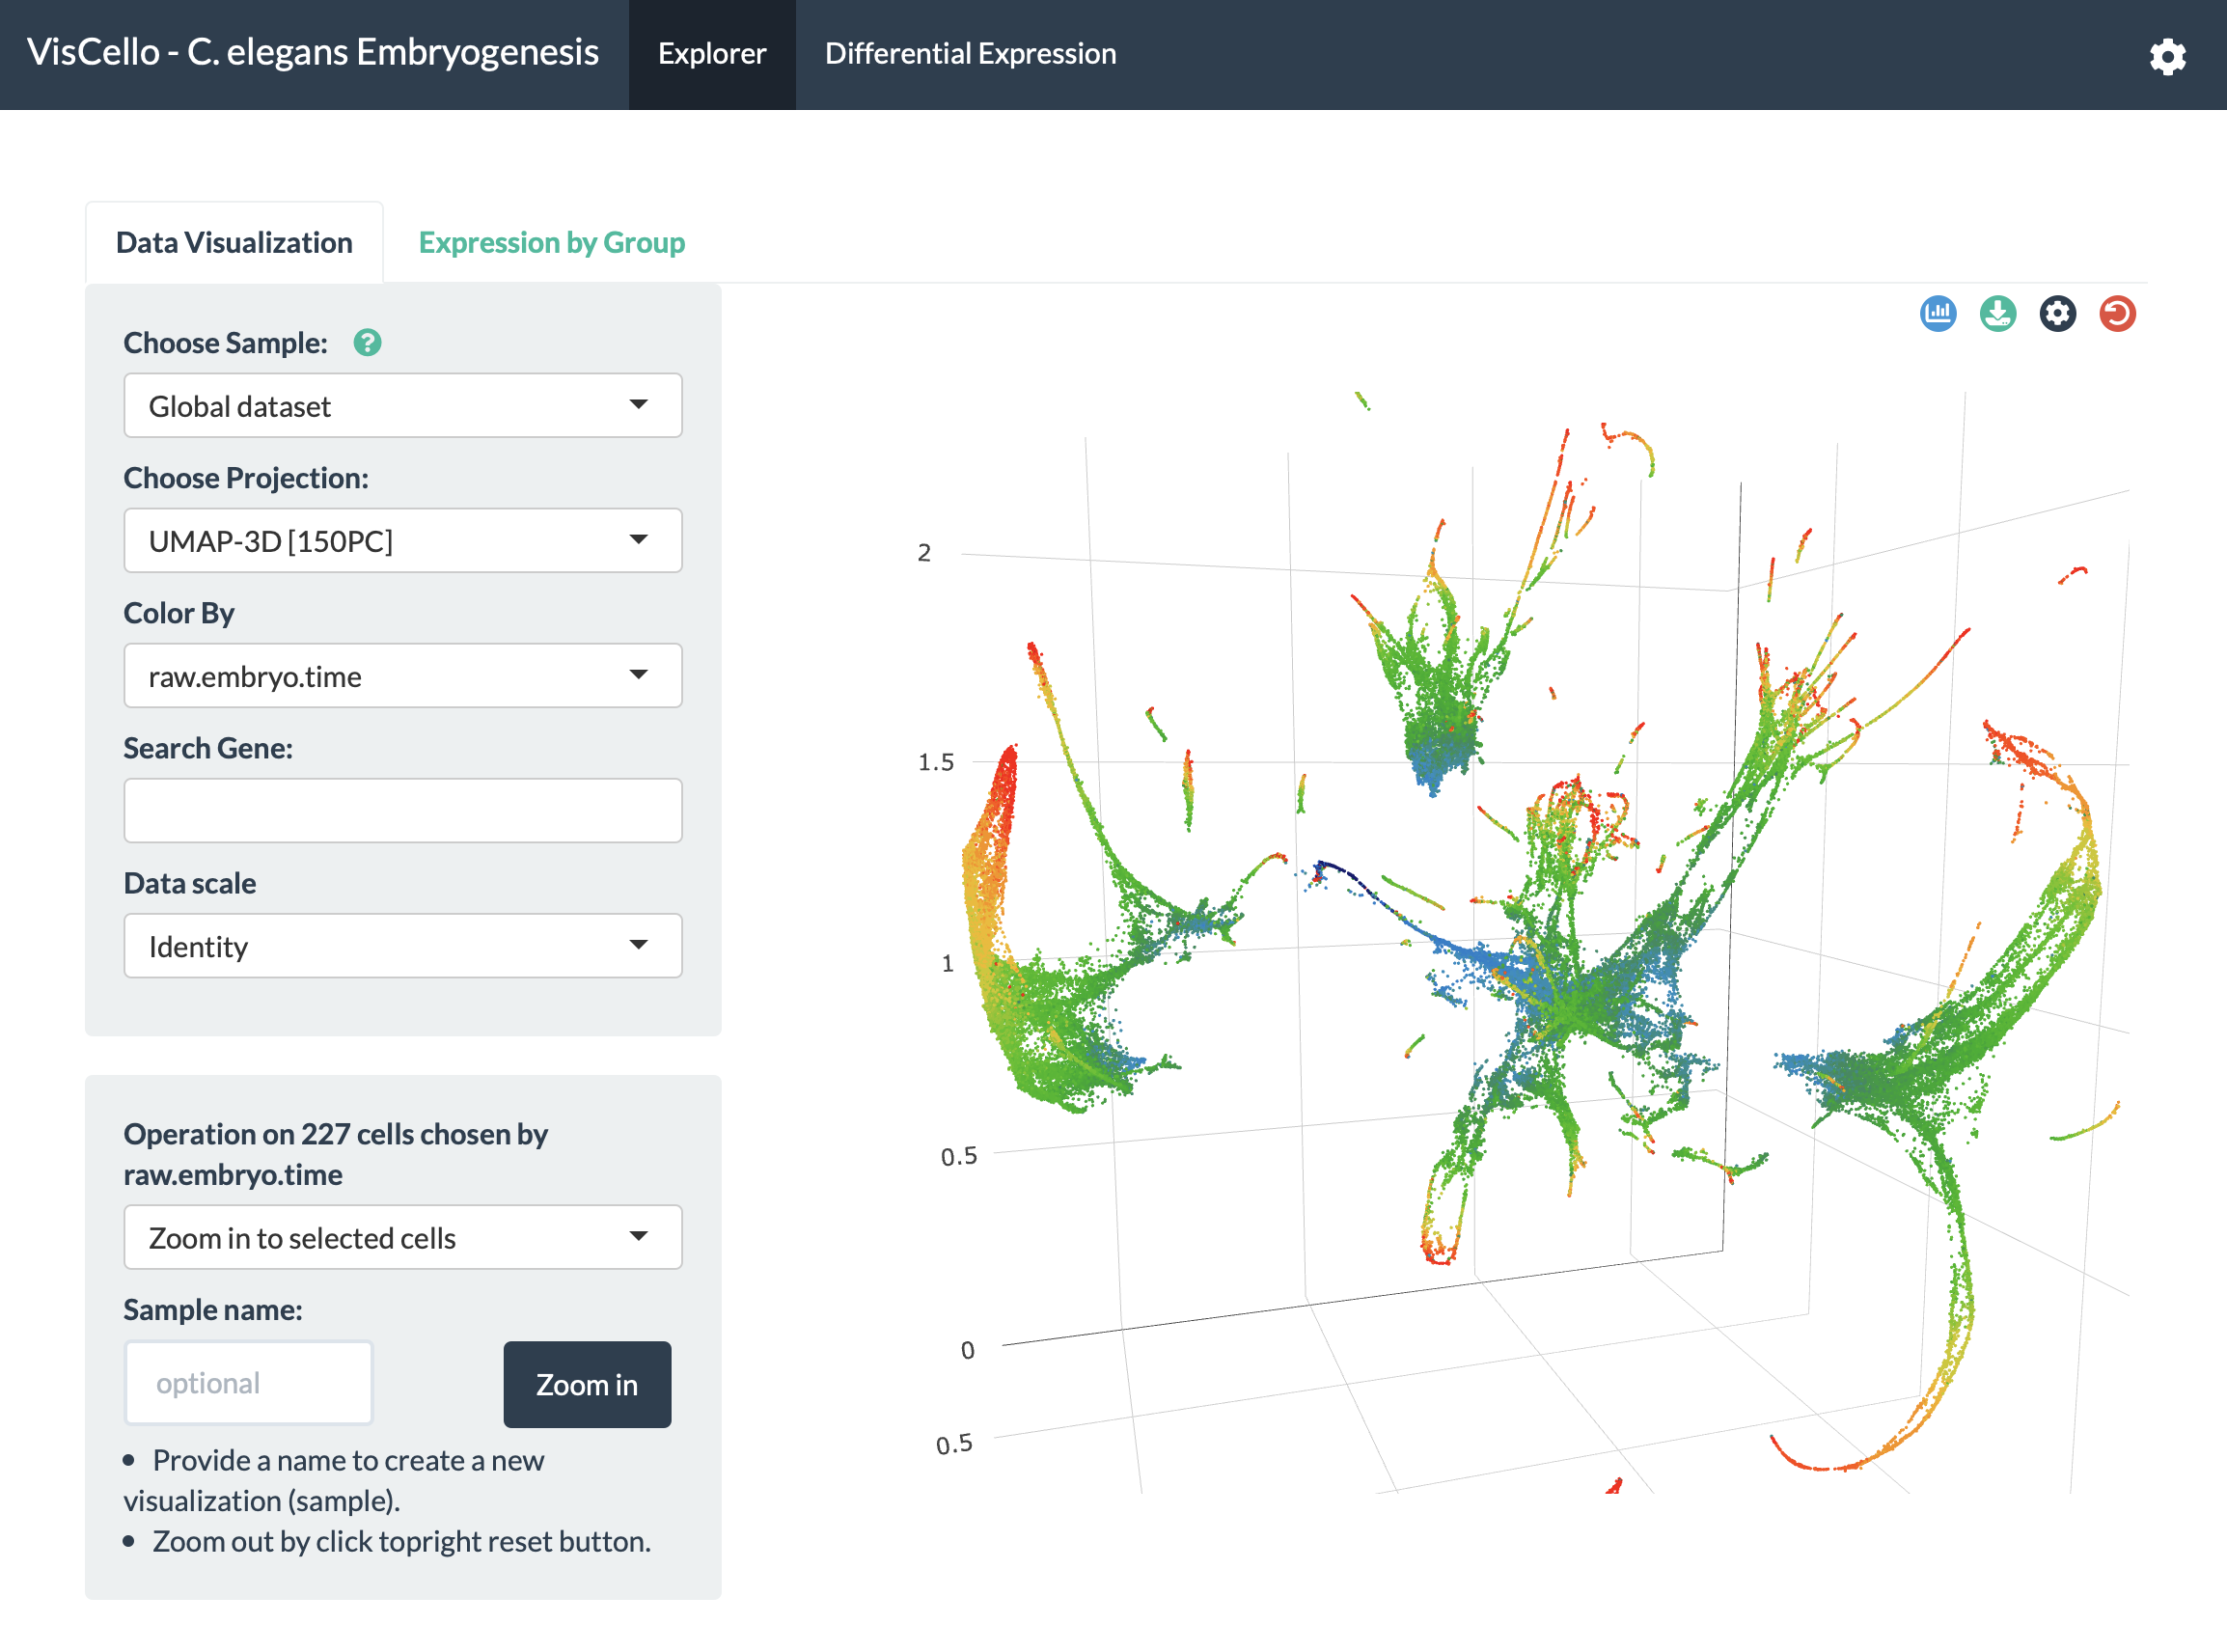 VisCello - C. elegans Embryogenesis Explorer Differential Expression
Data Visualization Expression by Group
Choose Sample: ?
Global dataset
Choose Projection:
UMAP-3D [150PC]
Color By
raw.embryo.time
Search Gene:
Data scale
Identity
Operation on 227 cells chosen by
raw.embryo.time
Zoom in to selected cells
Sample name:
optional Zoom in
• Provide a name to create a new
visualization (sample).
• Zoom out by click topright reset button.
2
1.5
1
0.5
0
0.5